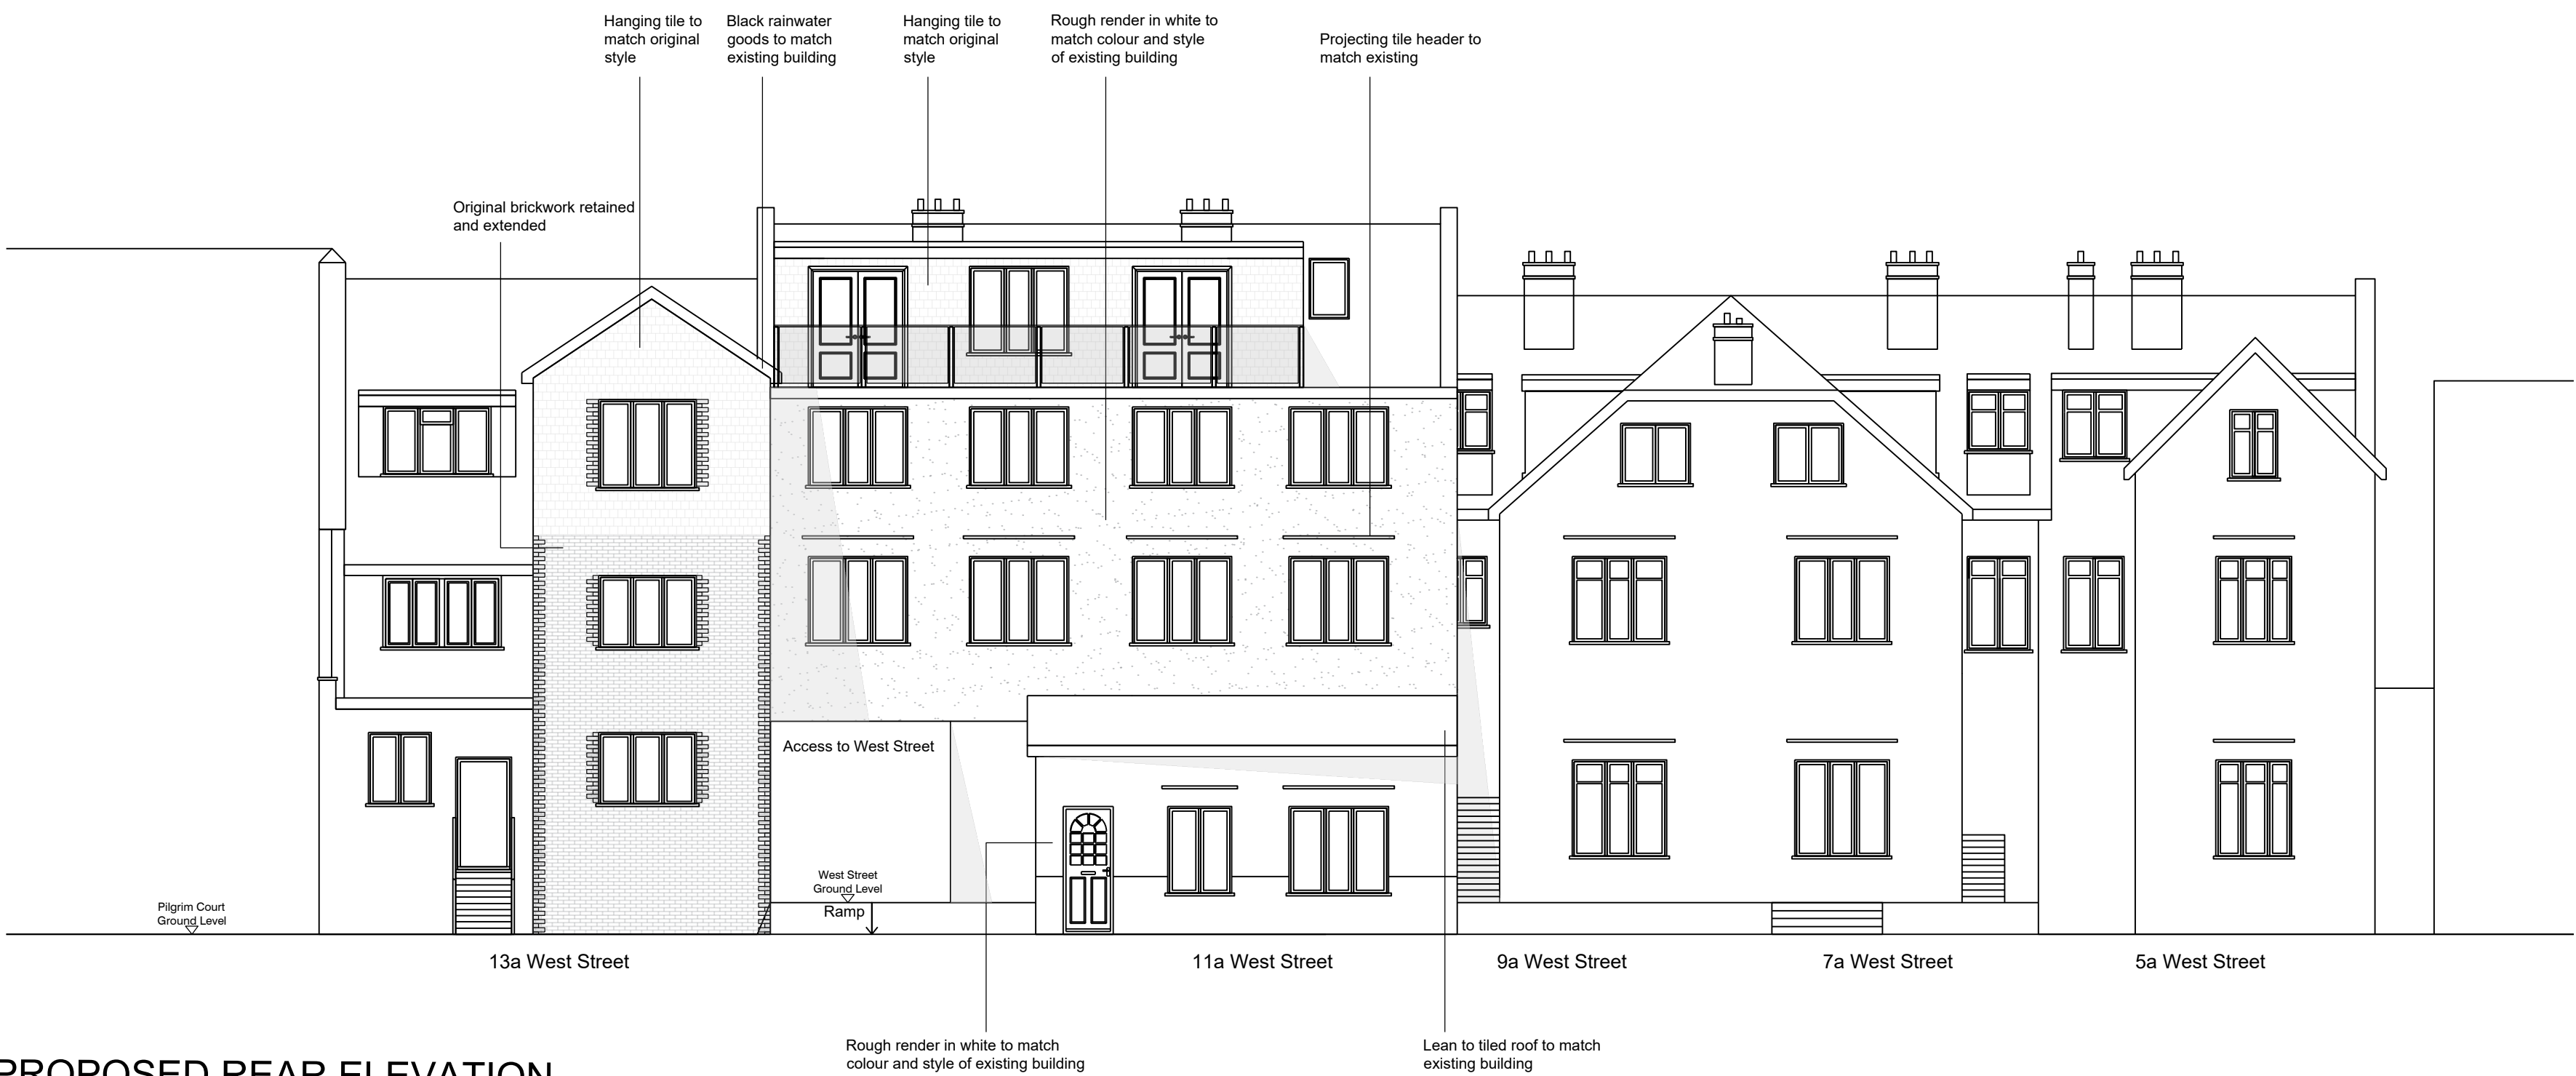 Hanging tile to
match original
style
Black rainwater
goods to match
existing building
Hanging tile to
match original
style
Rough render in white to
match colour and style
of existing building
Projecting tile header to
match existing
Original brickwork retained
and extended
Access to West Street
West Street
Ground Level
Ramp
Pilgrim Court
Ground Level
13a West Street
11a West Street
9a West Street
7a West Street
5a West Street
Rough render in white to match
colour and style of existing building
Lean to tiled roof to match
existing building
PROPOSED REAR ELEVATION